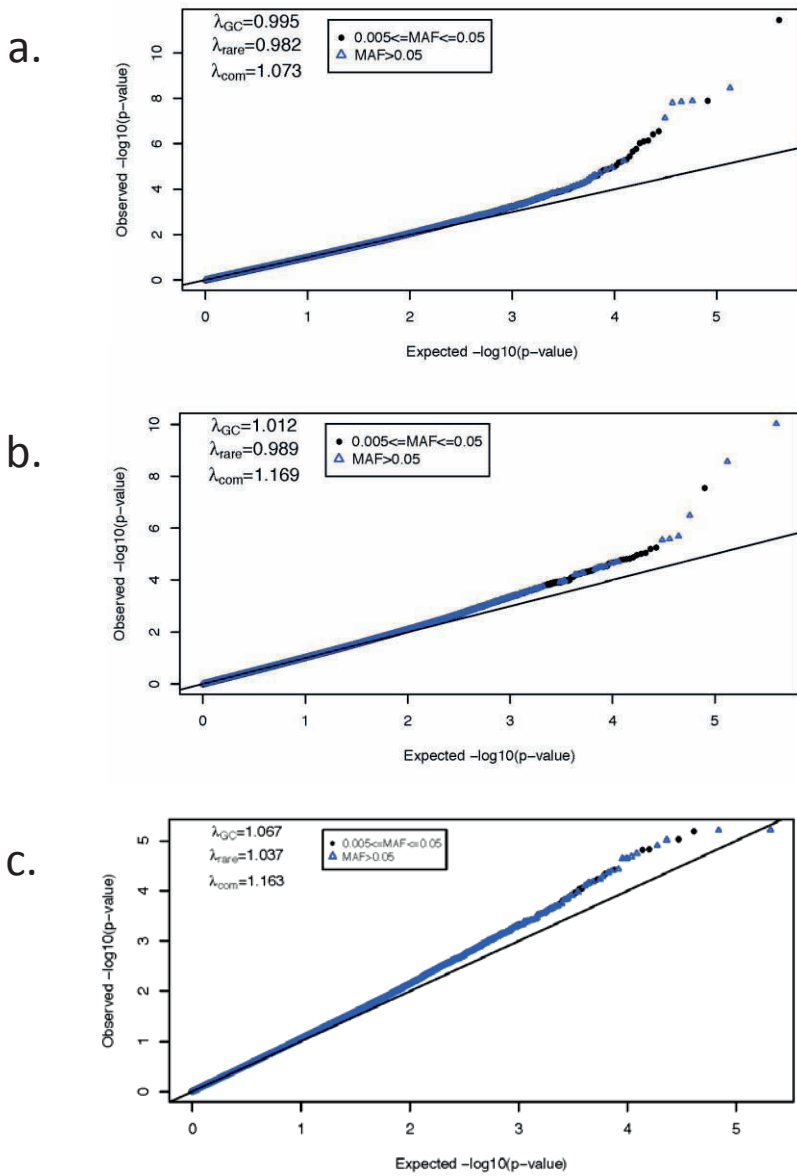 a.
λGC=0.995
λrare=0.982
λcom=1.073
0.005<=MAF<=0.05
MAF>0.05
Observed -log10(p-value)
10
8
6
4
2
0
0 1 2 3 4 5
Expected -log10(p-value)
b.
λGC=1.012
λrare=0.989
λcom=1.169
0.005<=MAF<=0.05
MAF>0.05
Observed -log10(p-value)
10
8
6
4
2
0
0 1 2 3 4 5
Expected -log10(p-value)
c.
λGC=1.067
λrare=1.037
λcom=1.163
0.005<=MAF<=0.05
MAF>0.05
Observed -log10(p-value)
5
4
3
2
1
0
0 1 2 3 4 5
Expected -log10(p-value)